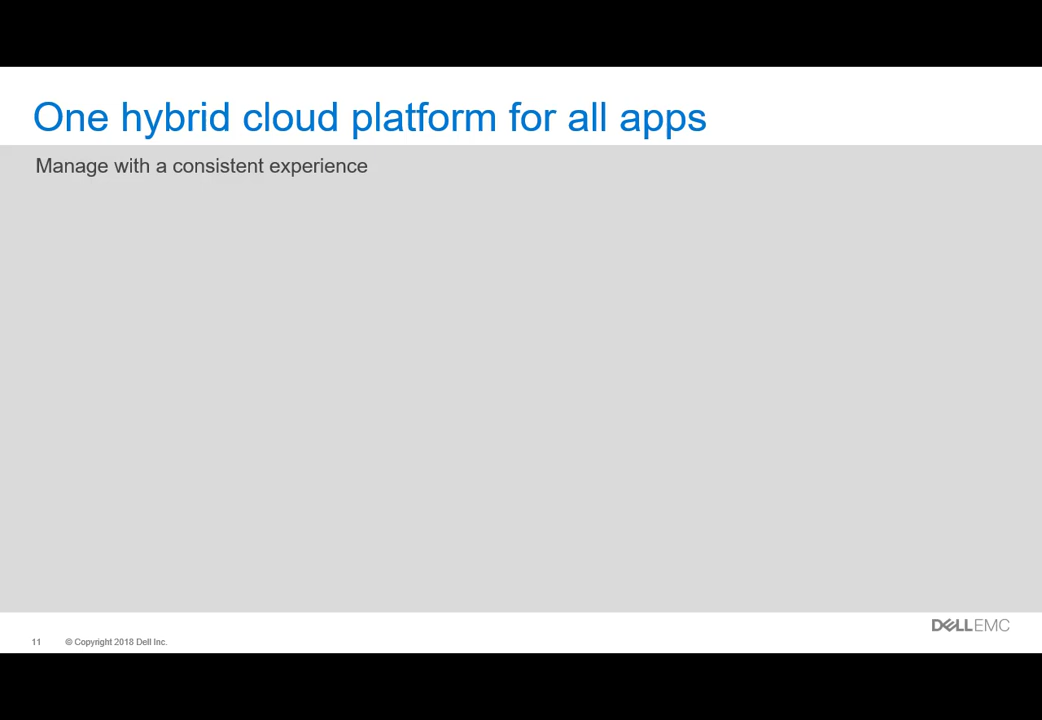 One hybrid cloud platform for all apps
Manage with a consistent experience
DELLEMC
11 © Copyright 2018 Dell Inc.